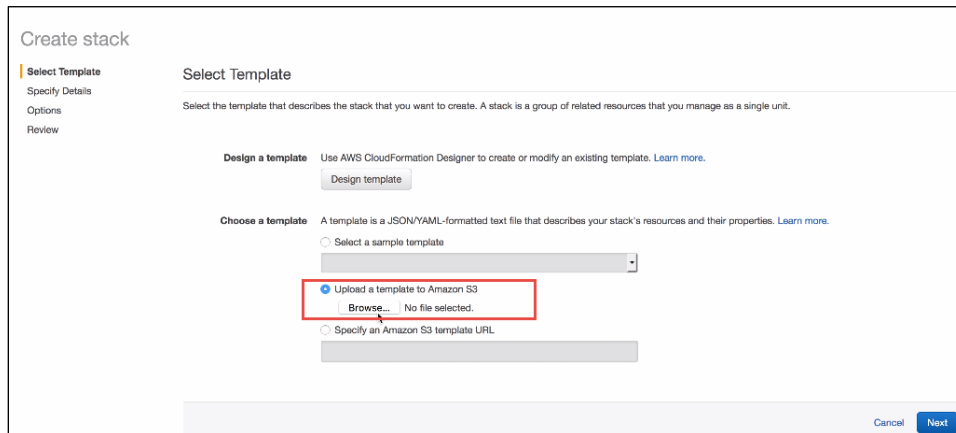 Create stack
Select Template
Specify Details
Options
Review
Select Template
Select the template that describes the stack that you want to create. A stack is a group of related resources that you manage as a single unit.
Design a template Use AWS CloudFormation Designer to create or modify an existing template. Learn more.
Design template
Choose a template A template is a JSON/YAML-formatted text file that describes your stack's resources and their properties. Learn more.
Select a sample template
Upload a template to Amazon S3
Browse... No file selected.
Specify an Amazon S3 template URL
Cancel Next